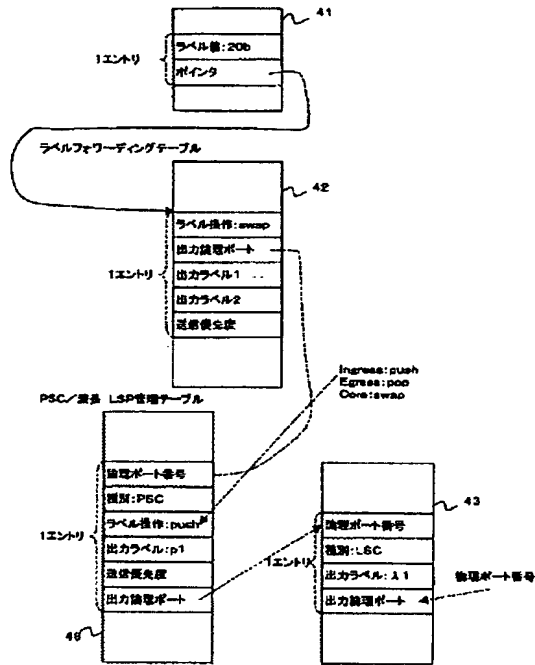 41
ラベル値:20b
1エントリ
ポインタ
ラベルフォワーディングテーブル
42
ラベル操作:swap
出力論理ポート
1エントリ
出力ラベル1
出力ラベル2
送信優先度
Ingress:push
Egress:pop
Core:swap
PSC/波長 LSP管理テーブル
論理ポート番号
種別:PSC
1エントリ
ラベル操作:push
出力ラベル:p1
送信優先度
出力論理ポート
43
論理ポート番号
種別:LSC
1エントリ
出力ラベル:λ1
出力論理ポート
物理ポート番号